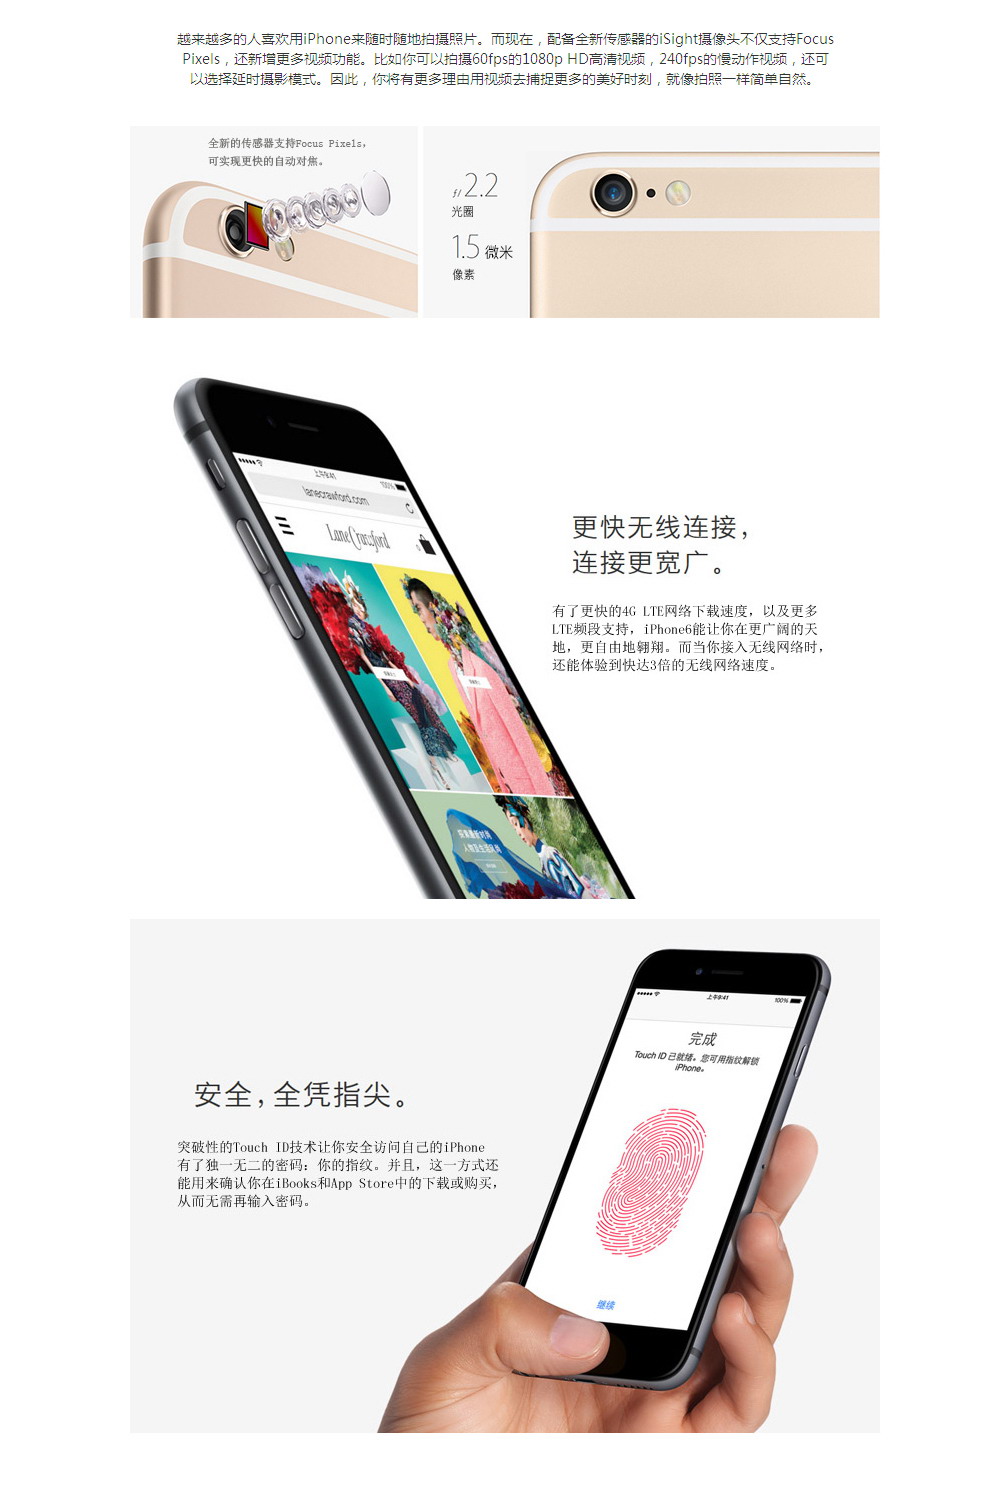 越来越多的人喜欢用iPhone来随时随地拍摄照片。而现在，配备全新传感器的iSight摄像头不仅支持Focus
Pixels，还新增更多视频功能。比如你可以拍摄60fps的1080p HD高清视频，240fps的慢动作视频，还可
以选择延时摄影模式。因此，你将有更多理由用视频去捕捉更多的美好时刻，就像拍照一样简单自然。
全新的传感器支持Focus Pixels，
可实现更快的自动对焦。
ƒ/2.2
光圈
1.5 微米
像素
上午9:41
100%
lanecrawford.com
Lane Crawford
更快无线连接，
连接更宽广。
有了更快的4G LTE网络下载速度，以及更多
LTE频段支持，iPhone6能让你在更广阔的天
地，更自由地翱翔。而当你接入无线网络时，
还能体验到快达3倍的无线网络速度。
探索最新时尚
人物及生活风尚
上午9:41
100%
完成
Touch ID 已就绪。您可用指纹解锁
iPhone。
安全，全凭指尖。
突破性的Touch ID技术让你安全访问自己的iPhone
有了独一无二的密码：你的指纹。并且，这一方式还
能用来确认你在iBooks和App Store中的下载或购买，
从而无需再输入密码。
继续